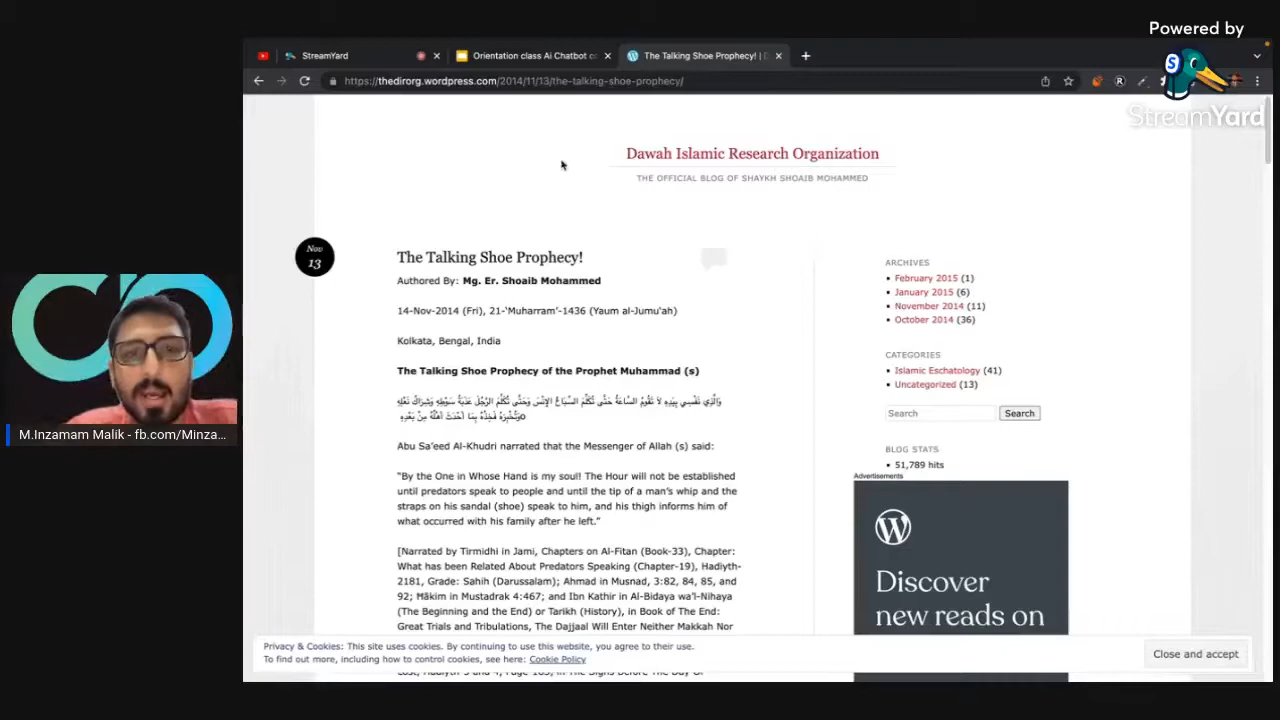 Powered by
StreamYard
StreamYard
Orientation class Ai Chatbot co
The Talking Shoe Prophecy! | D
https://thedirorg.wordpress.com/2014/11/13/the-talking-shoe-prophecy/
Dawah Islamic Research Organization
THE OFFICIAL BLOG OF SHAYKH SHOAIB MOHAMMED
Nov
13
The Talking Shoe Prophecy!
Authored By: Mg. Er. Shoaib Mohammed
14-Nov-2014 (Fri), 21-‘Muharram’-1436 (Yaum al-Jumu‘ah)
Kolkata, Bengal, India
The Talking Shoe Prophecy of the Prophet Muhammad (s)
وَالَّذِي نَفْسِي بِيَدِهِ لاَ تَقُومُ السَّاعَةُ حَتَّى تُكَلِّمَ السِّبَاعُ الإِنْسَ وَحَتَّى تُكَلِّمَ الرَّجُلَ عَذَبَةُ سَوْطِهِ وَشِرَاكُ نَعْلِهِ
وَتُخْبِرَهُ فَخِذُهُ بِمَا أَحْدَثَ أَهْلُهُ مِنْ بَعْدِهِ
Abu Sa’eed Al-Khudri narrated that the Messenger of Allah (s) said:
“By the One in Whose Hand is my soul! The Hour will not be established
until predators speak to people and until the tip of a man’s whip and the
straps on his sandal (shoe) speak to him, and his thigh informs him of
what occurred with his family after he left.”
[Narrated by Tirmidhi in Jami, Chapters on Al-Fitan (Book-33), Chapter:
What has been Related About Predators Speaking (Chapter-19), Hadiyth-
2181, Grade: Sahih (Darussalam); Ahmad in Musnad, 3:82, 84, 85, and
92; Hākim in Mustadrak 4:467; and Ibn Kathir in Al-Bidaya wa’l-Nihaya
(The Beginning and the End) or Tarikh (History), in Book of The End:
Great Trials and Tribulations, The Dajjaal Will Enter Neither Makkah Nor
ARCHIVES
February 2015 (1)
January 2015 (6)
November 2014 (11)
October 2014 (36)
CATEGORIES
Islamic Eschatology (41)
Uncategorized (13)
Search Search
BLOG STATS
51,789 hits
Advertisements
Discover
new reads on
Privacy & Cookies: This site uses cookies. By continuing to use this website, you agree to their use.
To find out more, including how to control cookies, see here: Cookie Policy
Close and accept
M.Inzamam Malik - fb.com/Minza...